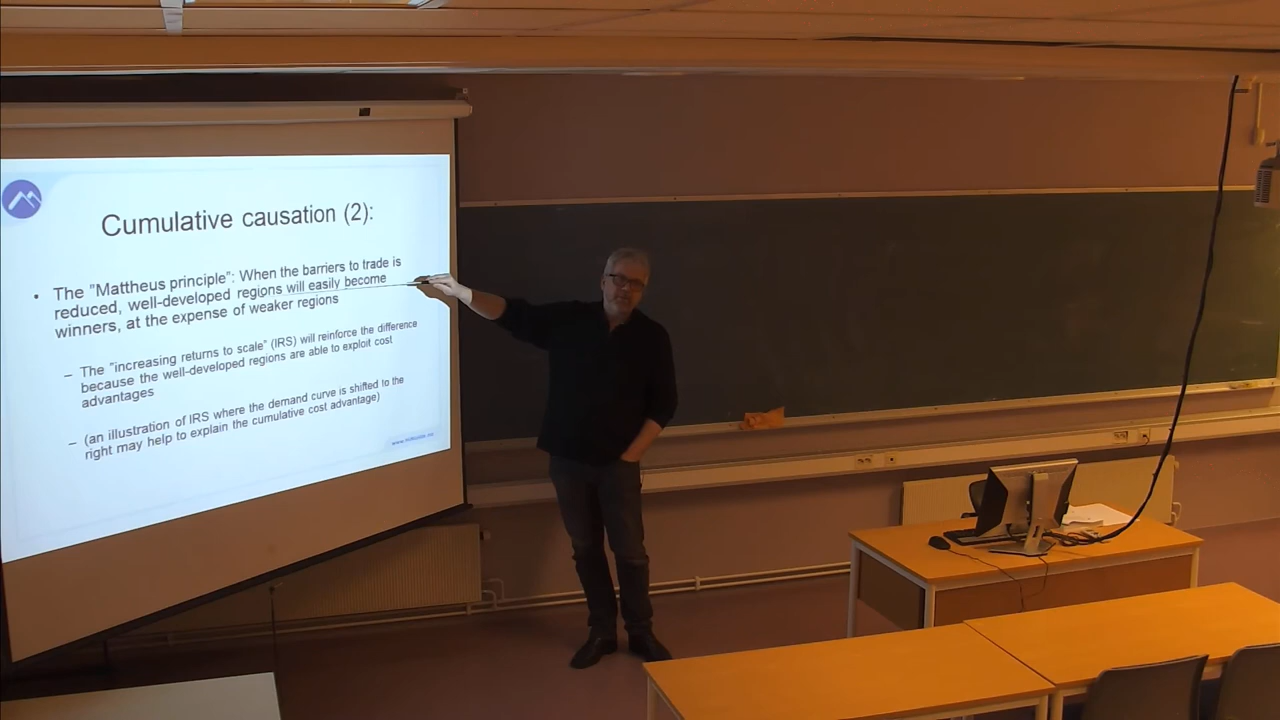 Cumulative causation (2):
• The "Mattheus principle": When the barriers to trade is
reduced, well-developed regions will easily become
winners, at the expense of weaker regions
– The "increasing returns to scale" (IRS) will reinforce the difference
because the well-developed regions are able to exploit cost
advantages
– (an illustration of IRS where the demand curve is shifted to the
right may help to explain the cumulative cost advantage)